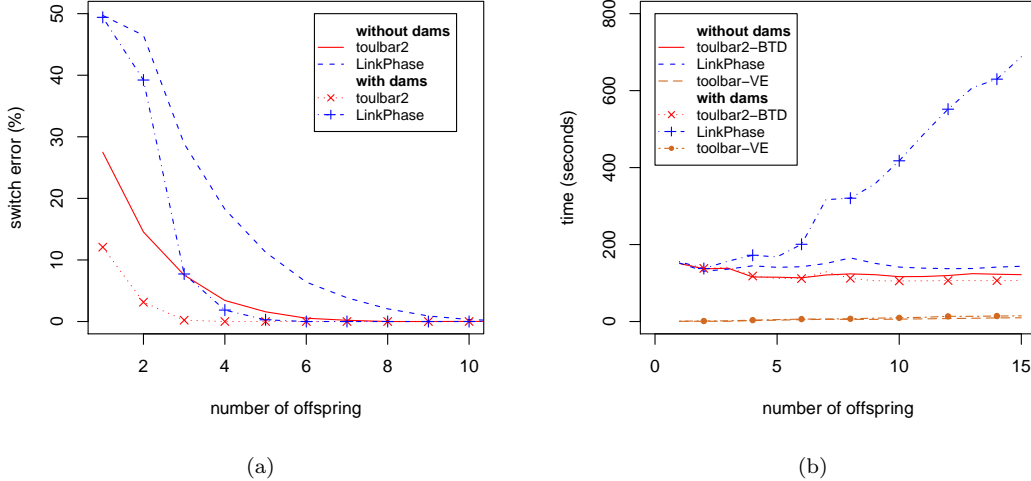 switch error (%)
50
40
30
20
10
0
2
4
6
8
10
number of offspring
without dams
toulbar2
LinkPhase
with dams
toulbar2
LinkPhase
(a)
time (seconds)
800
600
400
200
0
0
5
10
15
number of offspring
without dams
toulbar2−BTD
LinkPhase
toolbar−VE
with dams
toulbar2−BTD
LinkPhase
toolbar−VE
(b)